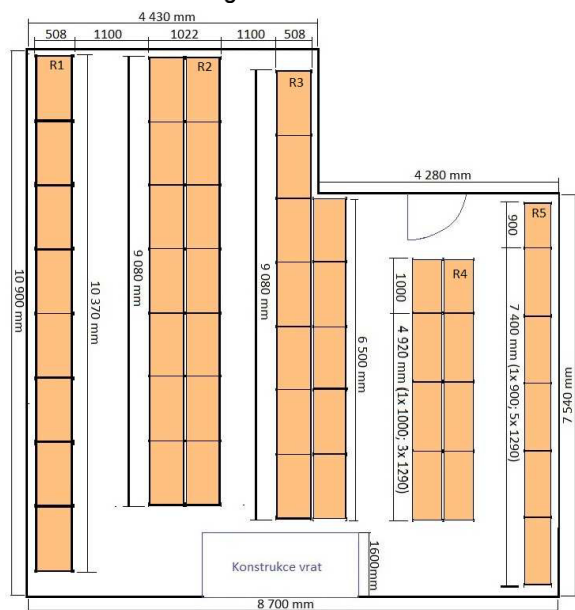 4 430 mm
508
1100
1022
1100
508
R1
R2
R3
4 280 mm
R5
900
R4
1000
10 900 mm
10 370 mm
9 080 mm
9 080 mm
6 500 mm
4 920 mm (1x 1000; 3x 1290)
7 400 mm (1x 900; 5x 1290)
7 540 mm
Konstrukce vrat
1600mm
8 700 mm